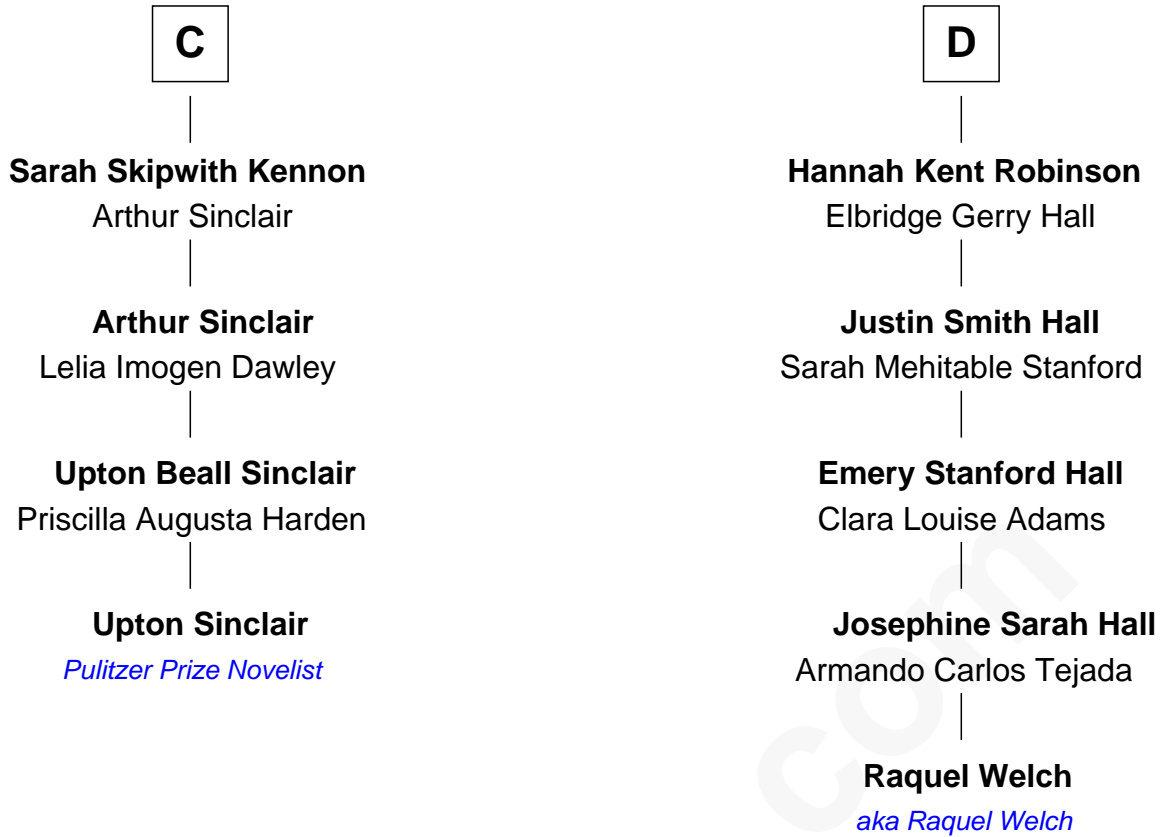 C
Sarah Skipwith Kennon
Arthur Sinclair
Arthur Sinclair
Lelia Imogen Dawley
Upton Beall Sinclair
Priscilla Augusta Harden
Upton Sinclair
Pulitzer Prize Novelist
D
Hannah Kent Robinson
Elbridge Gerry Hall
Justin Smith Hall
Sarah Mehitable Stanford
Emery Stanford Hall
Clara Louise Adams
Josephine Sarah Hall
Armando Carlos Tejada
Raquel Welch
aka Raquel Welch
com